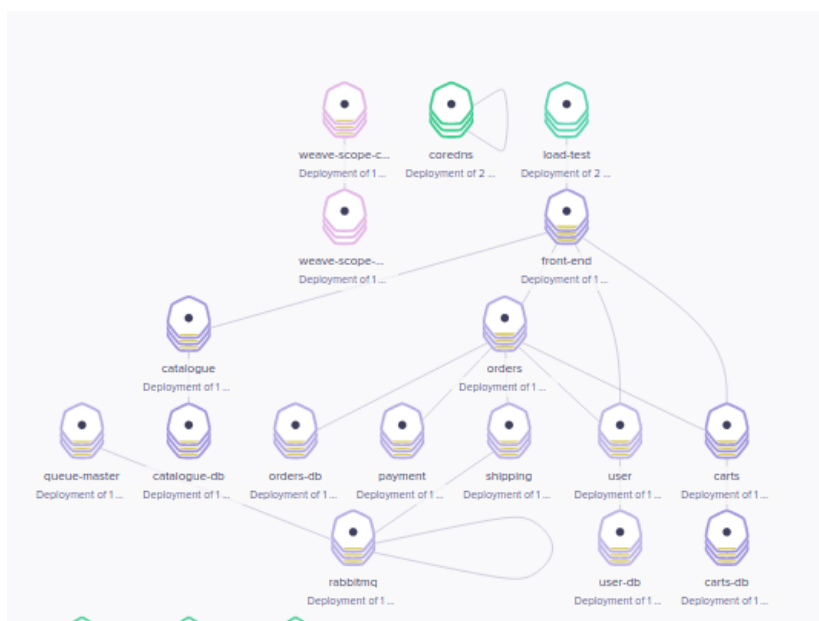 weave-scope-c... coredns load-test
Deployment of 1 ... Deployment of 2 ... Deployment of 2 ...
weave-scope-... front-end
Deployment of 1 ... Deployment of 1 ...
catalogue orders
Deployment of 1 ... Deployment of 1 ...
queue-master catalogue-db orders-db payment shipping user carts
Deployment of 1 ... Deployment of 1 ... Deployment of 1 ... Deployment of 1 ... Deployment of 1 ... Deployment of 1 ... Deployment of 1 ...
rabbitmq user-db carts-db
Deployment of 1 ... Deployment of 1 ... Deployment of 1 ...